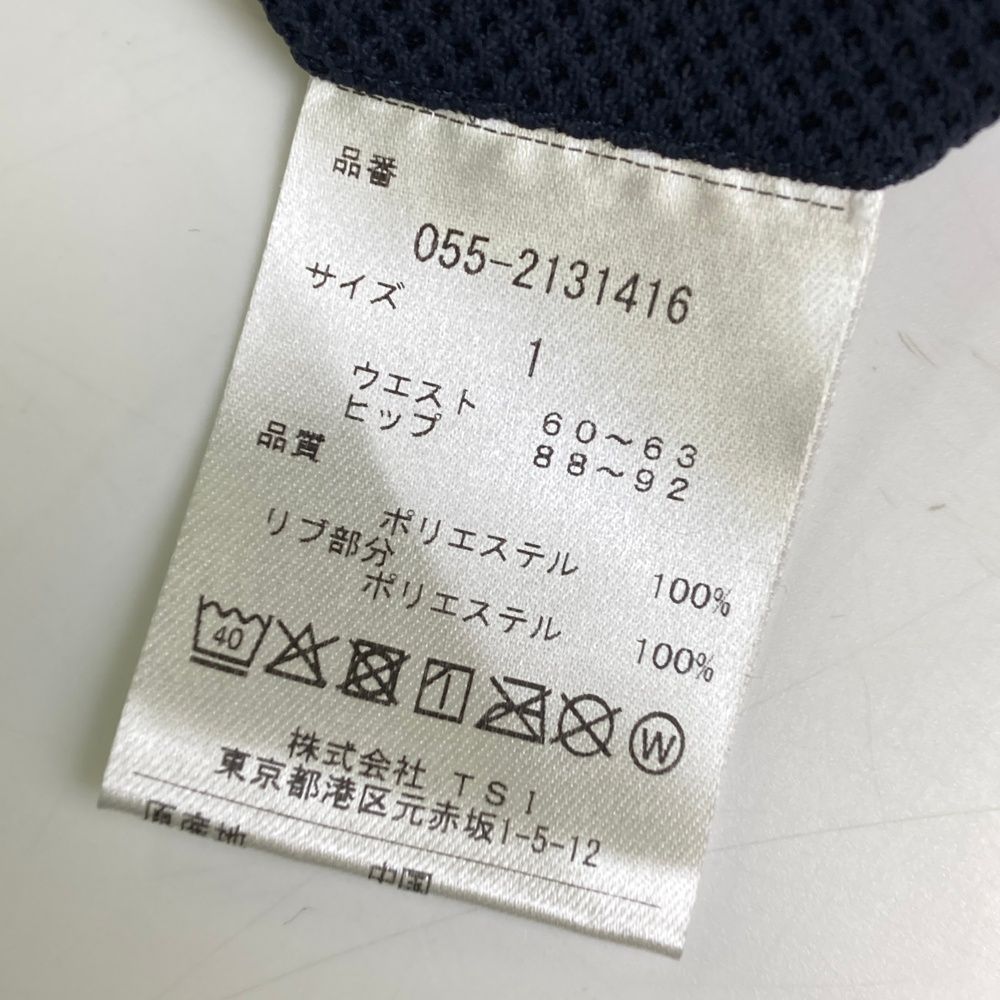 品番
055-2131416
サイズ
1
ウエスト 60～63
ヒップ 88～92
品質
ポリエステル 100%
リブ部分
ポリエステル 100%
40
W
株式会社 TSI
東京都港区元赤坂1-5-12
原産地
中国